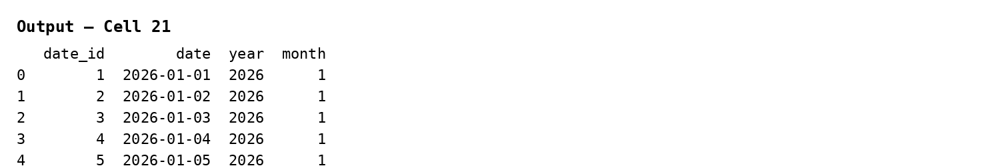 Output — Cell 21
   date_id        date  year  month
0        1  2026-01-01  2026      1
1        2  2026-01-02  2026      1
2        3  2026-01-03  2026      1
3        4  2026-01-04  2026      1
4        5  2026-01-05  2026      1